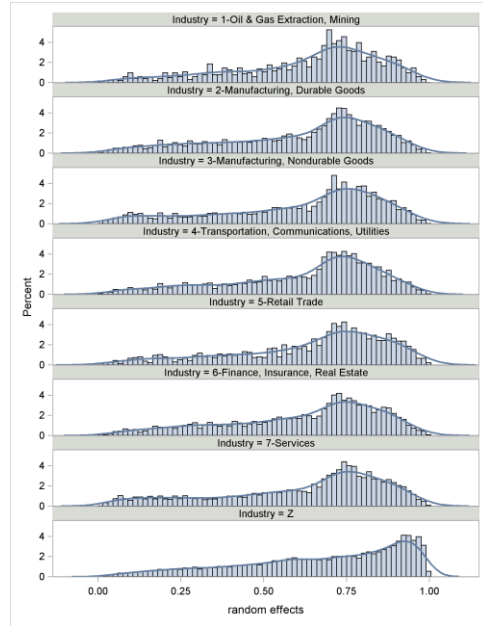 Industry = 1-Oil & Gas Extraction, Mining
4
2
0
Industry = 2-Manufacturing, Durable Goods
4
2
0
Industry = 3-Manufacturing, Nondurable Goods
4
2
0
Industry = 4-Transportation, Communications, Utilities
4
2
0
Industry = 5-Retail Trade
4
2
0
Industry = 6-Finance, Insurance, Real Estate
4
2
0
Industry = 7-Services
4
2
0
Industry = Z
4
2
0
Percent
0.00 0.25 0.50 0.75 1.00
random effects